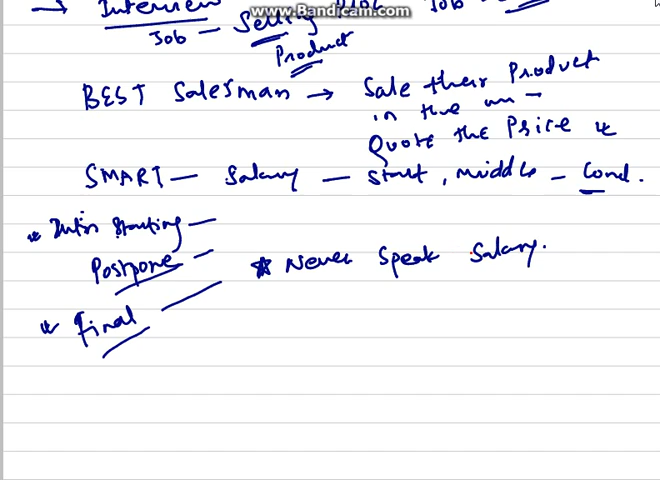 → Interview
www.Bandicam.com
Job
Job - Selling
Product
BEST Salesman → Sale their Product
in the
Quote the Price
SMART - Salary - Start, Middle - Cond.
* Starting -
Postpone -
* Never Speak Salary.
* Final